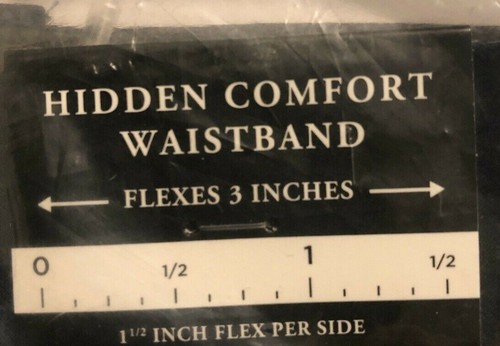 HIDDEN COMFORT
WAISTBAND
FLEXES 3 INCHES
0 1/2 1 1/2
1 1/2 INCH FLEX PER SIDE